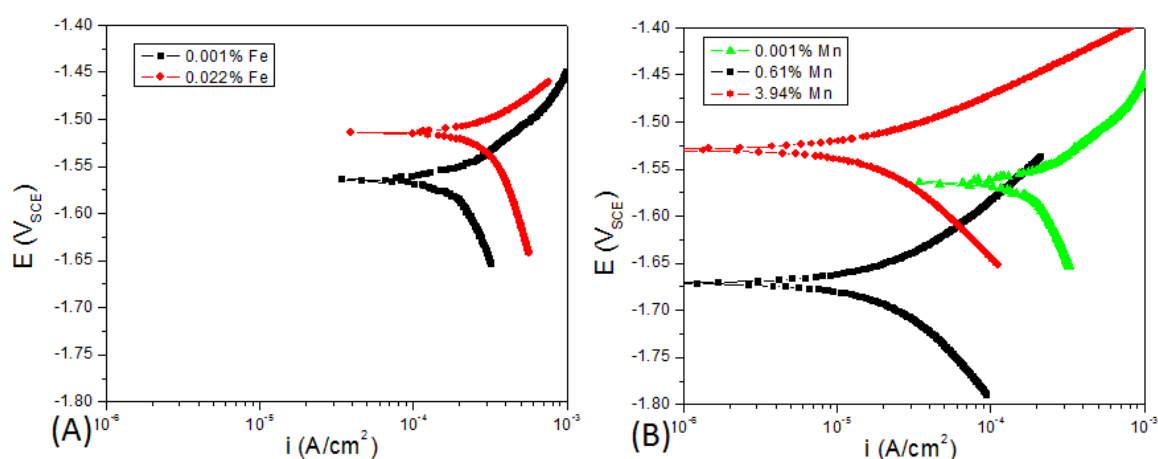 -1.40
-1.45
-1.50
-1.55
-1.60
-1.65
-1.70
-1.75
-1.80
E (V_SCE)
0.001% Fe
0.022% Fe
10⁻⁶
10⁻⁵
10⁻⁴
10⁻³
(A)
i (A/cm²)
-1.40
-1.45
-1.50
-1.55
-1.60
-1.65
-1.70
-1.75
-1.80
E (V_SCE)
0.001% Mn
0.61% Mn
3.94% Mn
10⁻⁶
10⁻⁵
10⁻⁴
10⁻³
(B)
i (A/cm²)